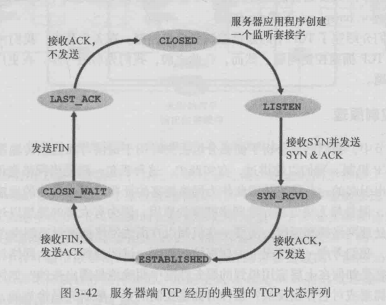 接收ACK，
不发送
CLOSED
服务器应用程序创建
一个监听套接字
LAST_ACK
LISTEN
发送FIN
接收SYN并发送
SYN & ACK
CLOSN_WAIT
SYN_RCVD
接收FIN，
发送ACK
ESTABLISHED
接收ACK，
不发送
图 3-42 服务器端 TCP 经历的典型的 TCP 状态序列